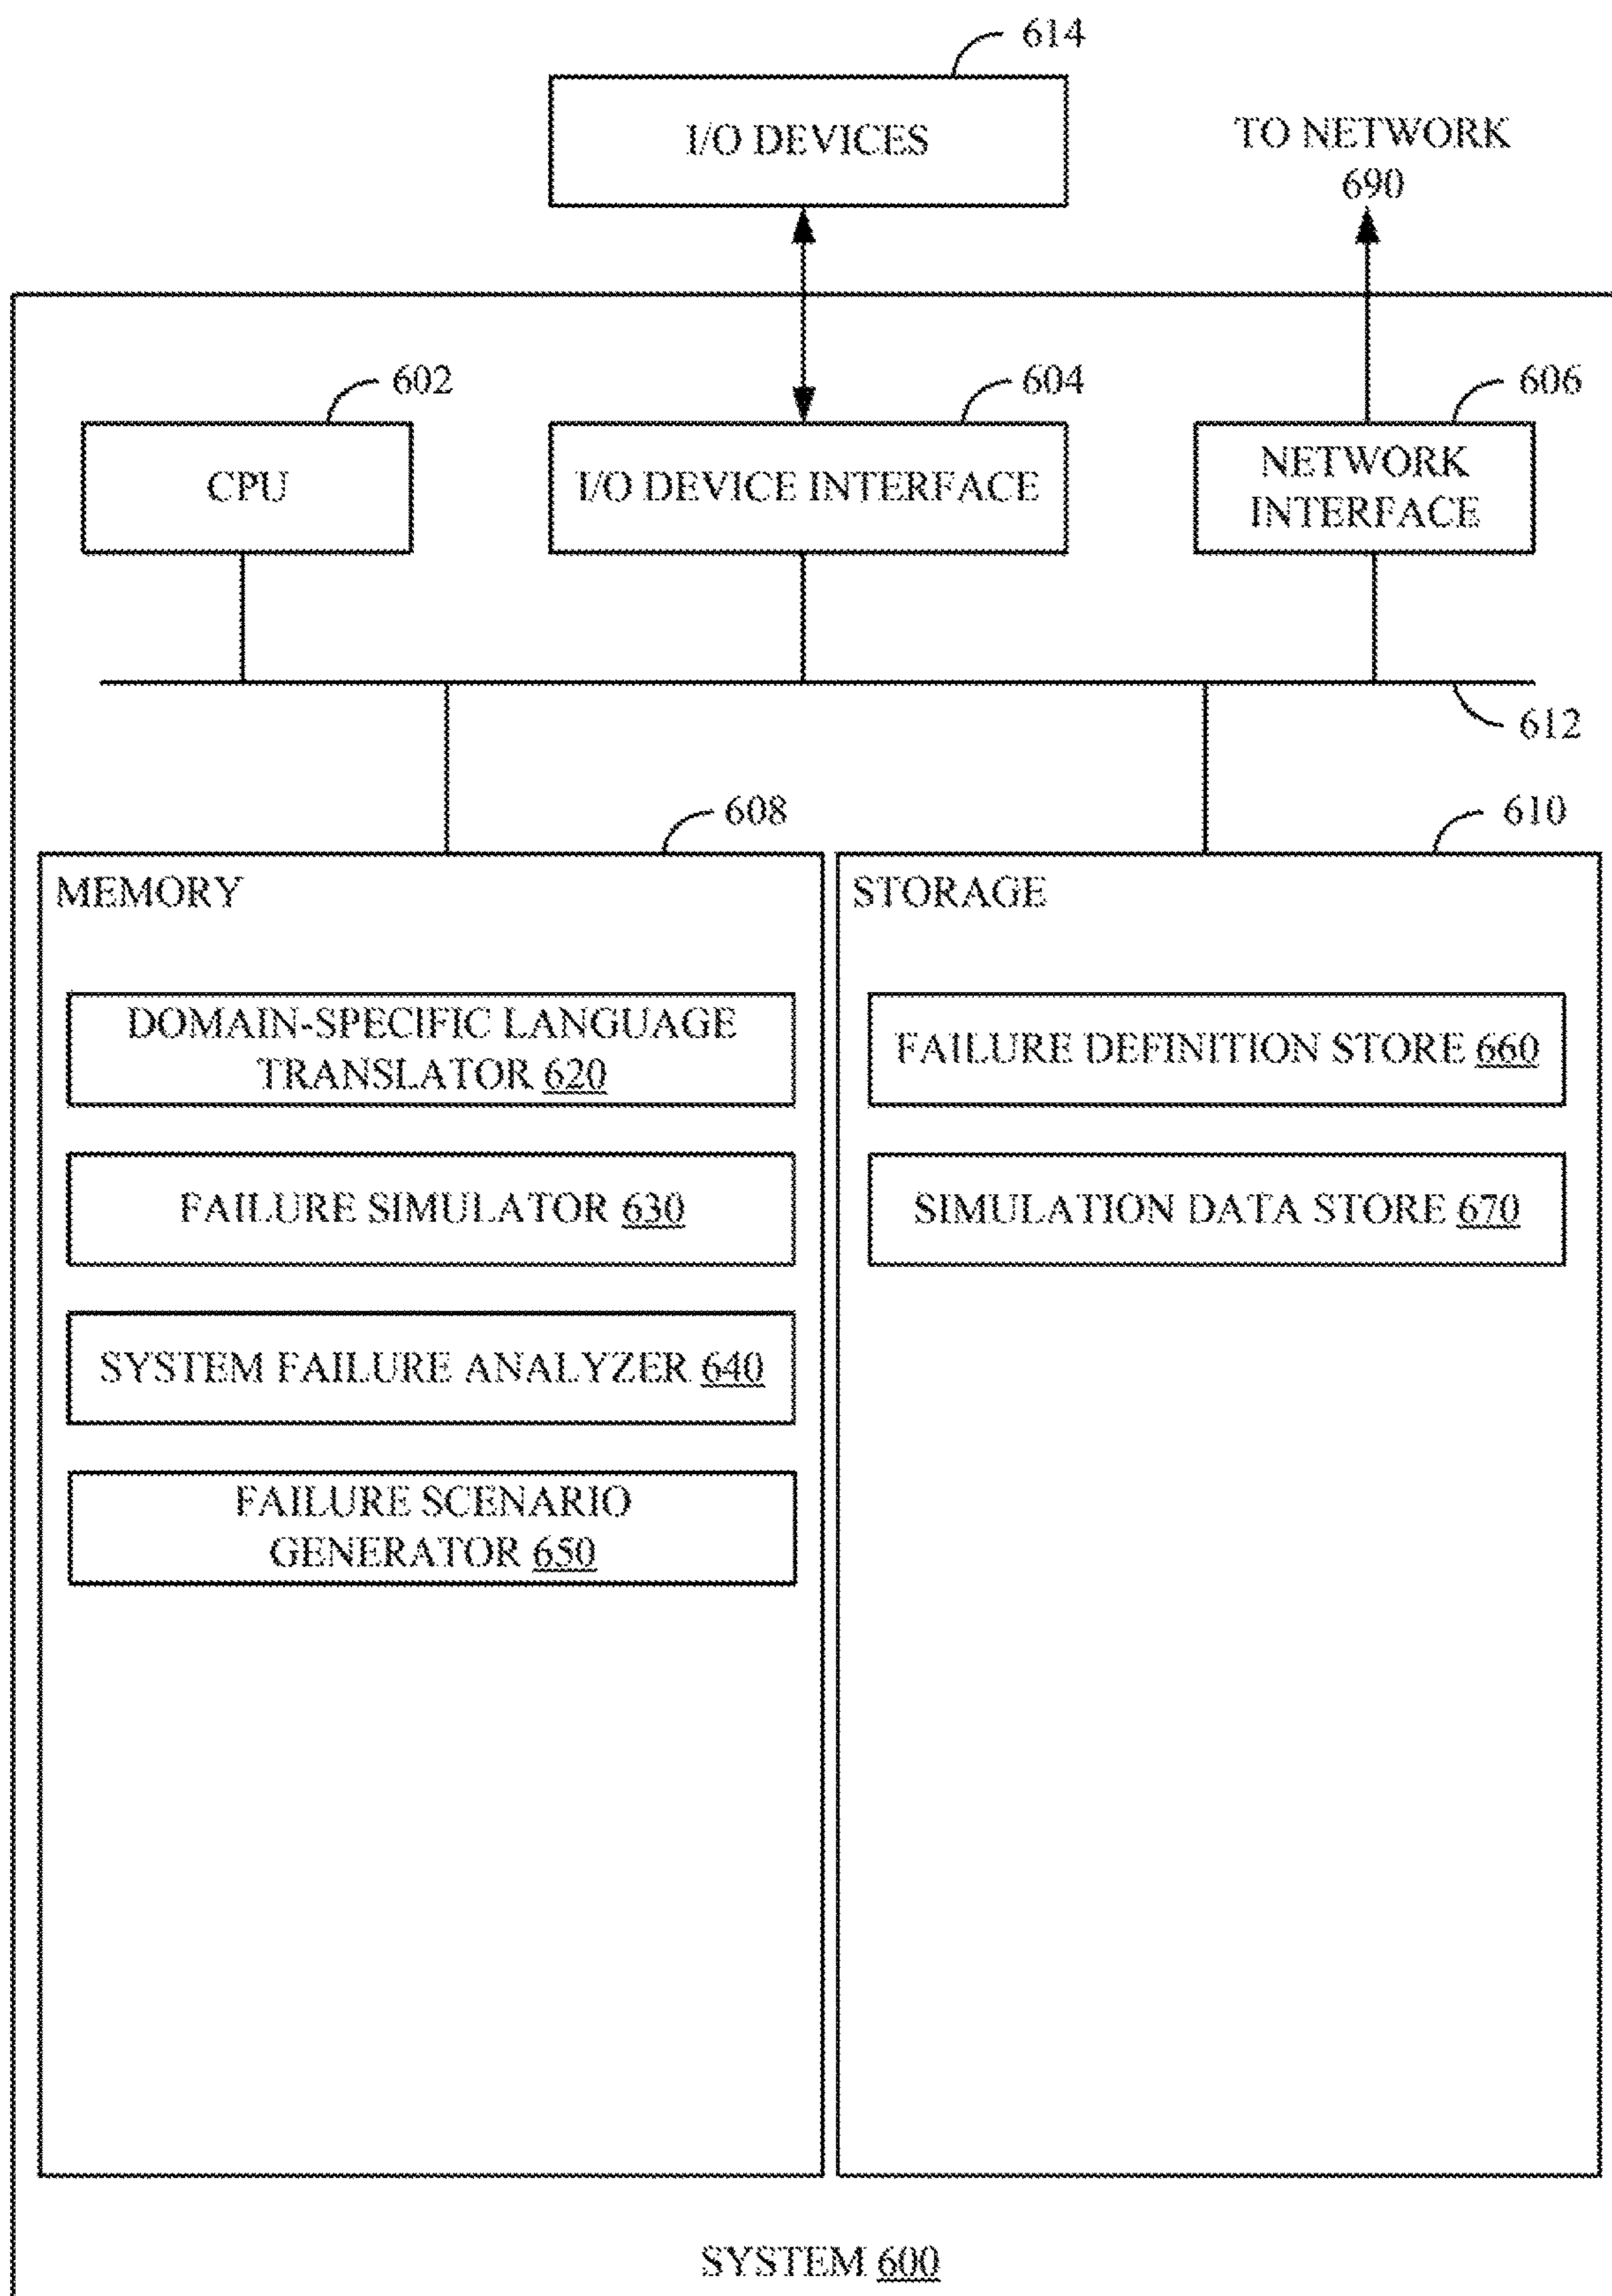 614
I/O DEVICES
TO NETWORK
690
602
604
606
CPU
I/O DEVICE INTERFACE
NETWORK
INTERFACE
612
608
610
MEMORY
STORAGE
DOMAIN-SPECIFIC LANGUAGE
TRANSLATOR 620
FAILURE DEFINITION STORE 660
FAILURE SIMULATOR 630
SIMULATION DATA STORE 670
SYSTEM FAILURE ANALYZER 640
FAILURE SCENARIO
GENERATOR 650
SYSTEM 600